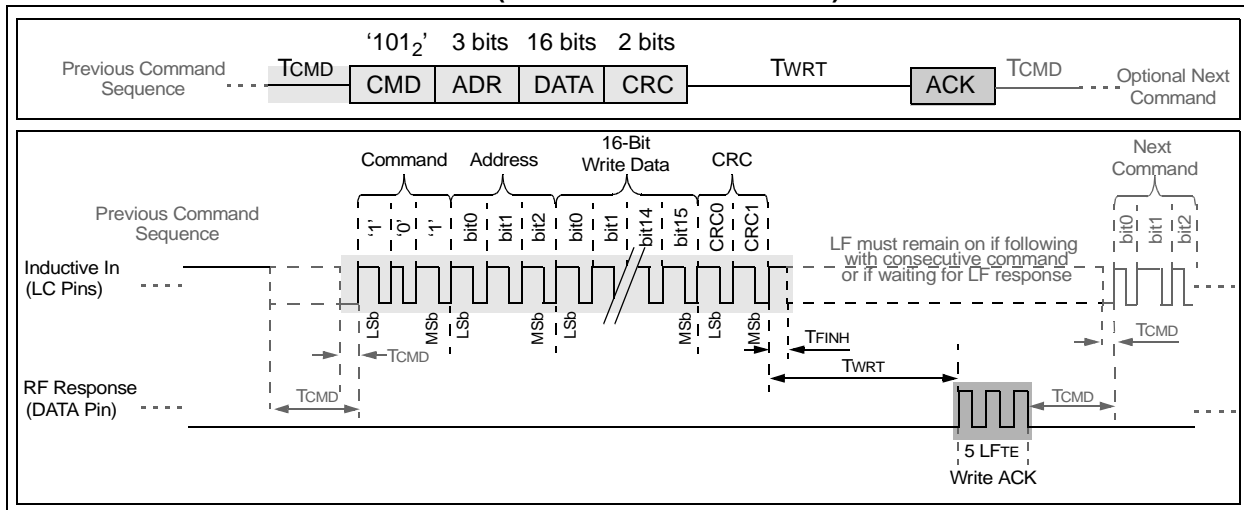 '101₂' 3 bits 16 bits 2 bits
Previous Command
Sequence
TCMD
CMD ADR DATA CRC
TWRT
ACK
TCMD
Optional Next
Command
Command Address
16-Bit
Write Data
CRC
Next
Command
Previous Command
Sequence
'1' '0' '1' bit0 bit1 bit2 bit0 bit1 bit14 bit15 CRC0 CRC1
bit0 bit1 bit2
LF must remain on if following
with consecutive command
or if waiting for LF response
Inductive In
(LC Pins)
LSb MSb LSb MSb LSb MSb LSb MSb
TCMD
TFINH
TCMD
TWRT
RF Response
(DATA Pin)
TCMD
TCMD
5 LFTE
Write ACK